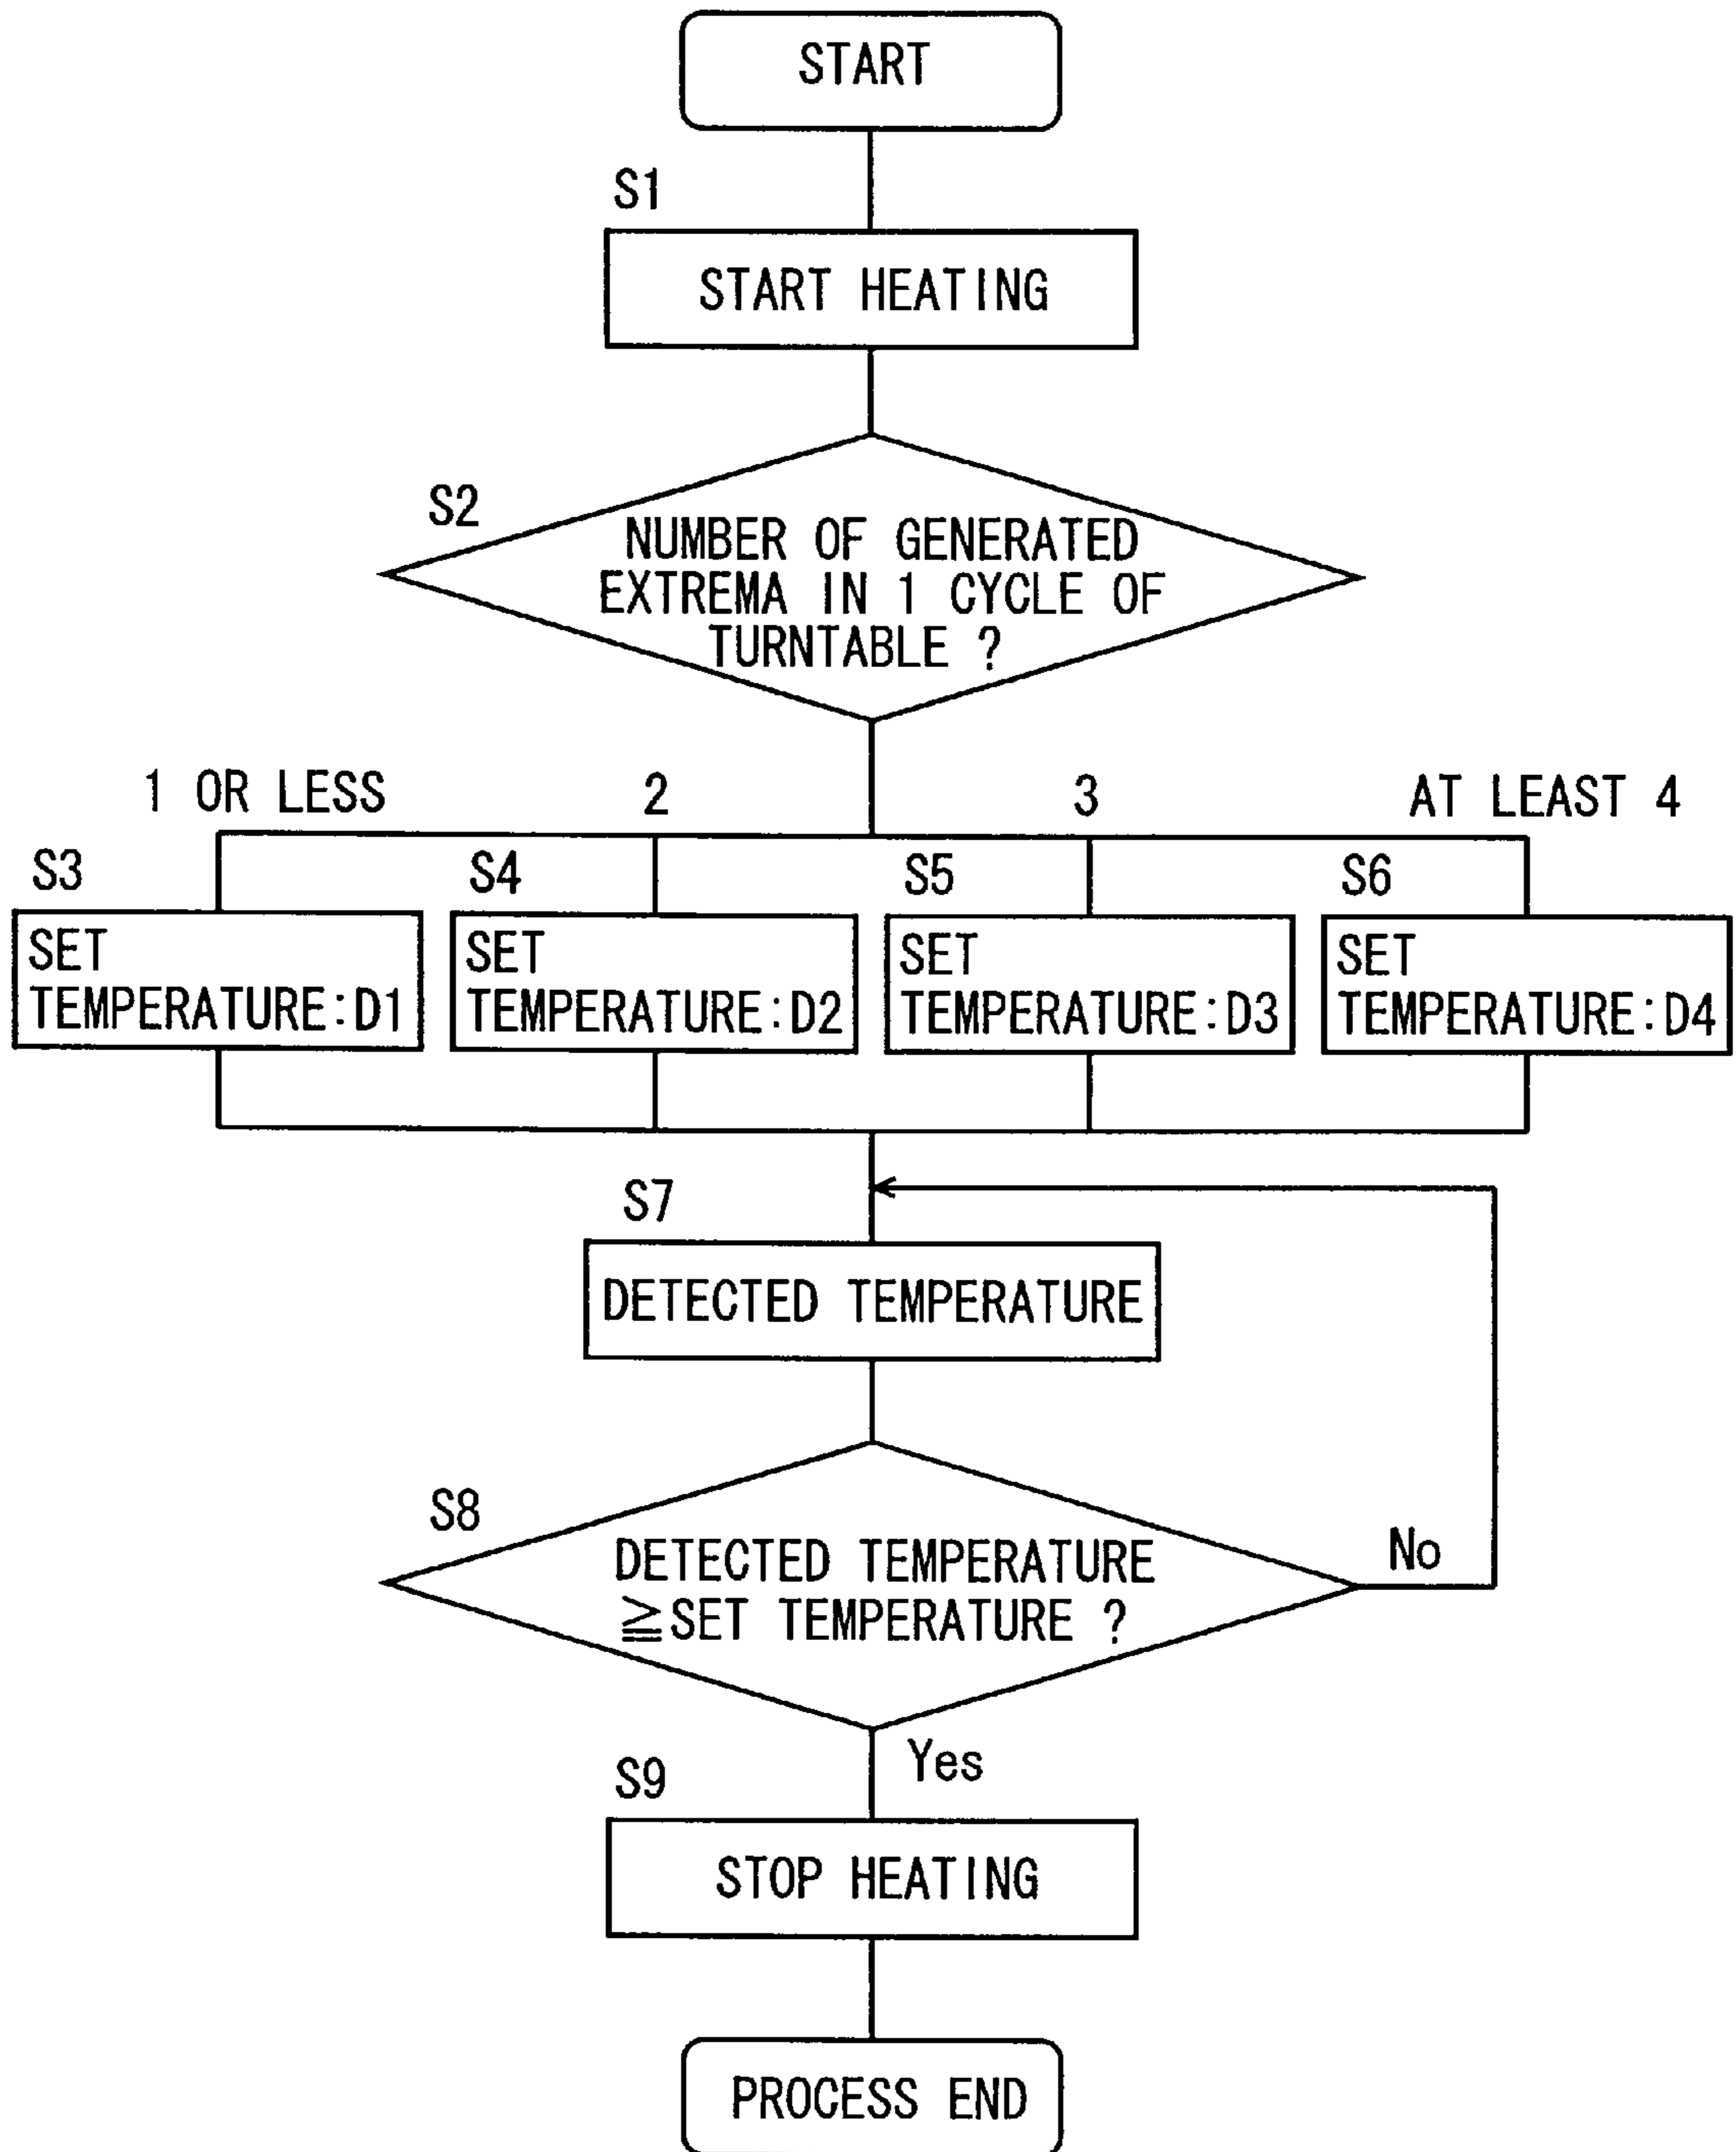 START
S1
START HEATING
S2
NUMBER OF GENERATED
EXTREMA IN 1 CYCLE OF
TURNTABLE ?
1 OR LESS
2
3
AT LEAST 4
S3
S4
S5
S6
SET
TEMPERATURE:D1
SET
TEMPERATURE:D2
SET
TEMPERATURE:D3
SET
TEMPERATURE:D4
S7
DETECTED TEMPERATURE
S8
DETECTED TEMPERATURE
≧SET TEMPERATURE ?
No
Yes
S9
STOP HEATING
PROCESS END